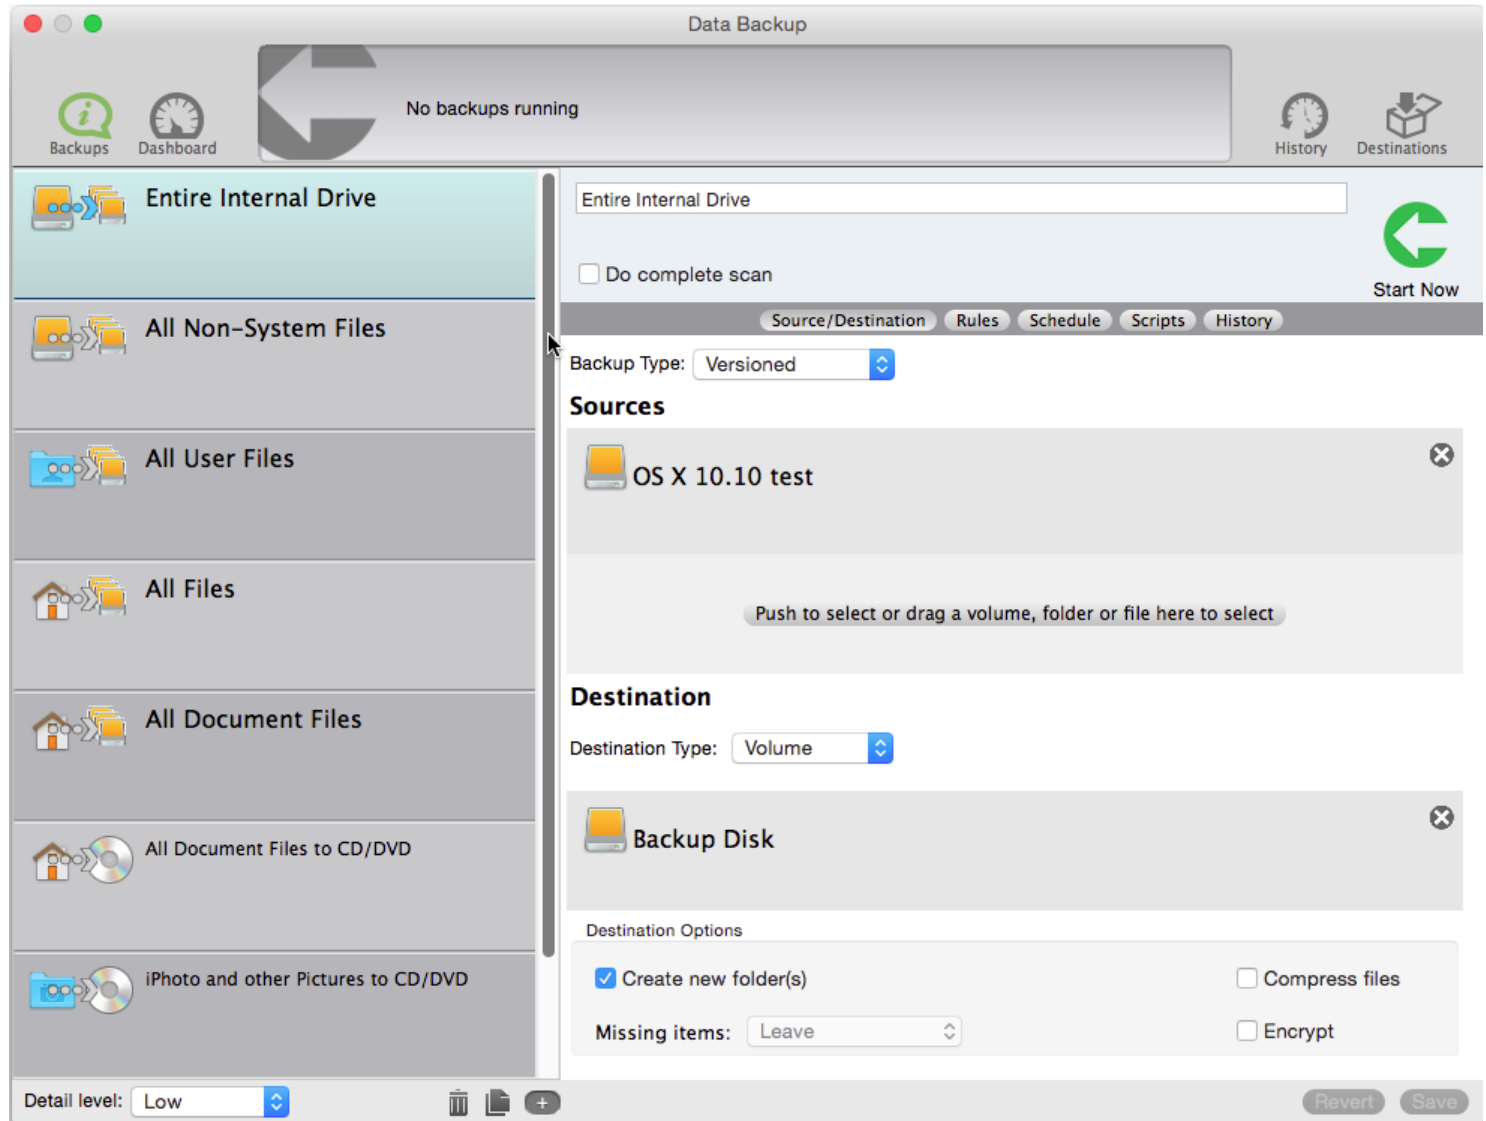 Data Backup
No backups running
Backups
Dashboard
History
Destinations
Entire Internal Drive
All Non-System Files
All User Files
All Files
All Document Files
All Document Files to CD/DVD
iPhoto and other Pictures to CD/DVD
Detail level: Low
Entire Internal Drive
Do complete scan
Start Now
Source/Destination Rules Schedule Scripts History
Backup Type: Versioned
Sources
OS X 10.10 test
Push to select or drag a volume, folder or file here to select
Destination
Destination Type: Volume
Backup Disk
Destination Options
Create new folder(s)
Compress files
Missing items: Leave
Encrypt
Revert Save